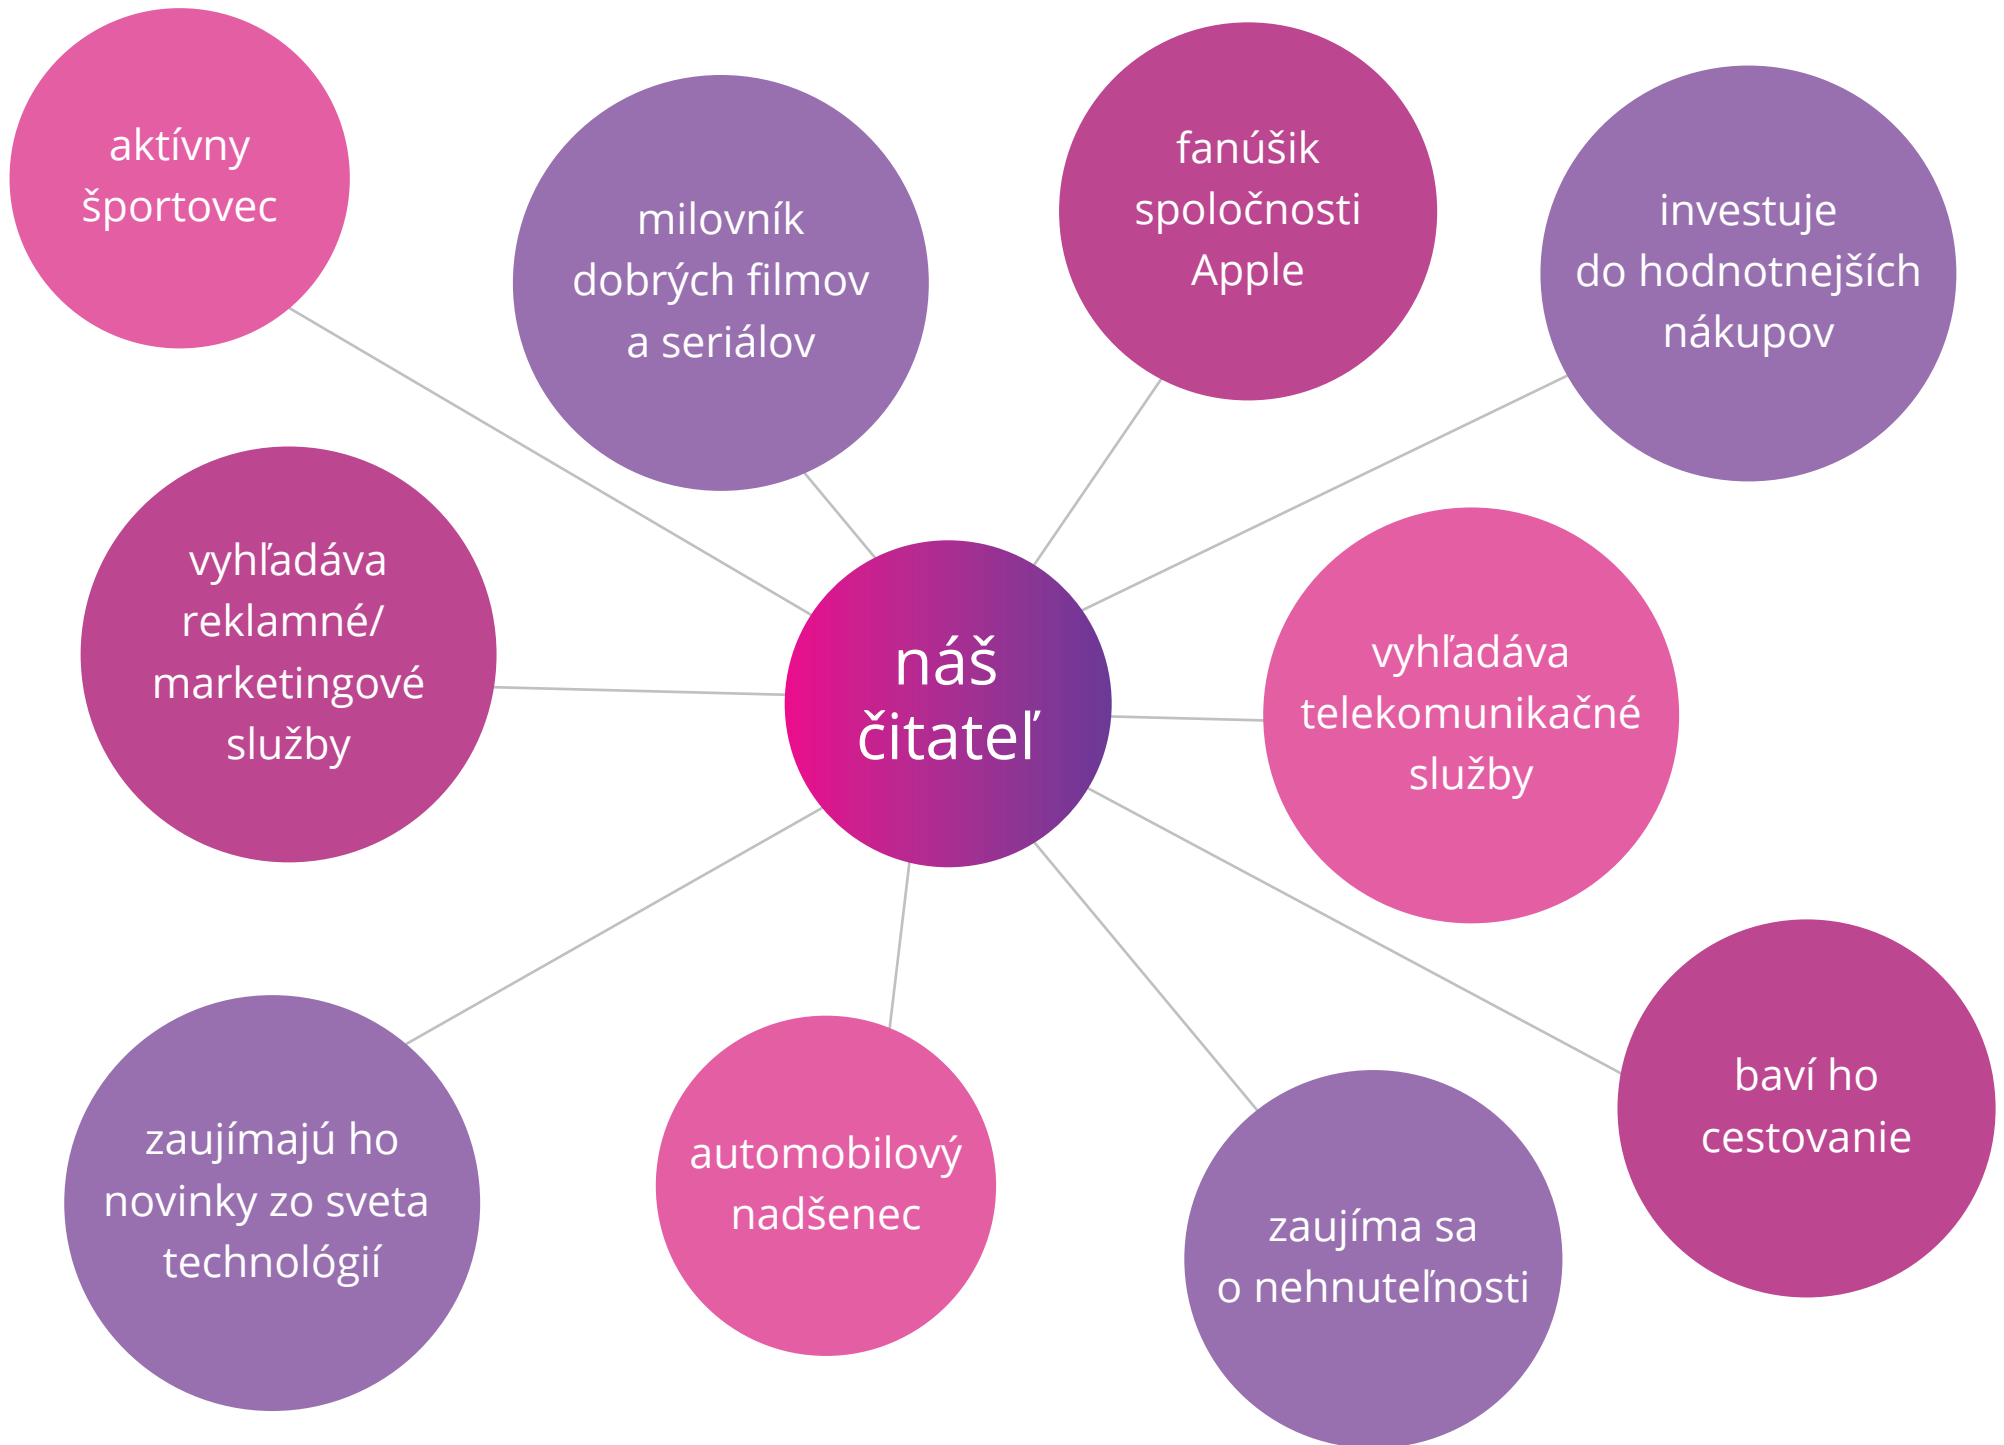 aktívny
športovec
milovník
dobrých filmov
a seriálov
fanúšik
spoločnosti
Apple
investuje
do hodnotnejších
nákupov
vyhľadáva
reklamné/
marketingové
služby
náš
čitateľ
vyhľadáva
telekomunikačné
služby
zaujímajú ho
novinky zo sveta
technológií
automobilový
nadšenec
zaujíma sa
o nehnuteľnosti
baví ho
cestovanie